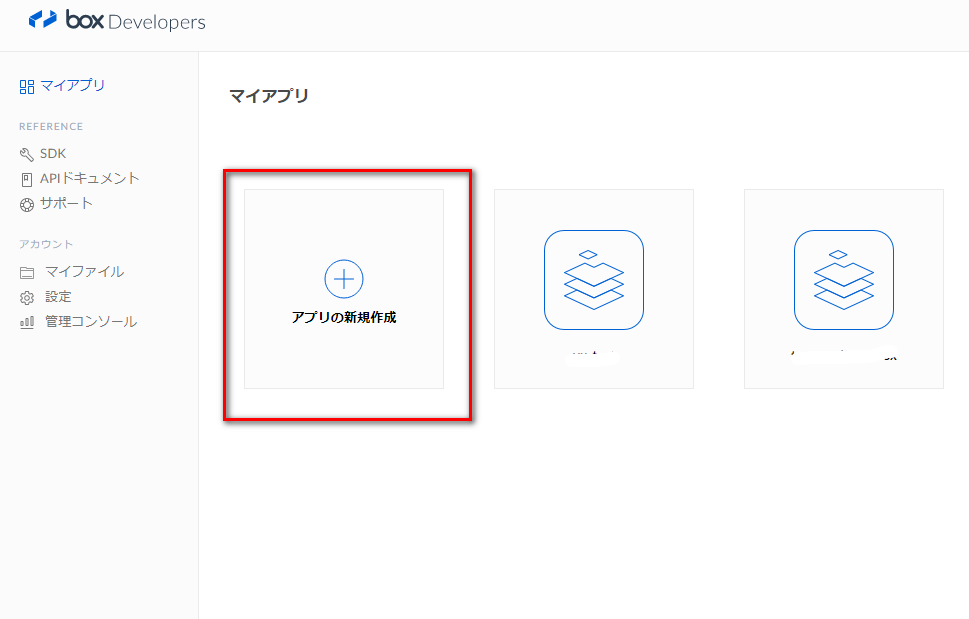 box Developers
マイアプリ
REFERENCE
SDK
APIドキュメント
サポート
アカウント
マイファイル
設定
管理コンソール
マイアプリ
アプリの新規作成